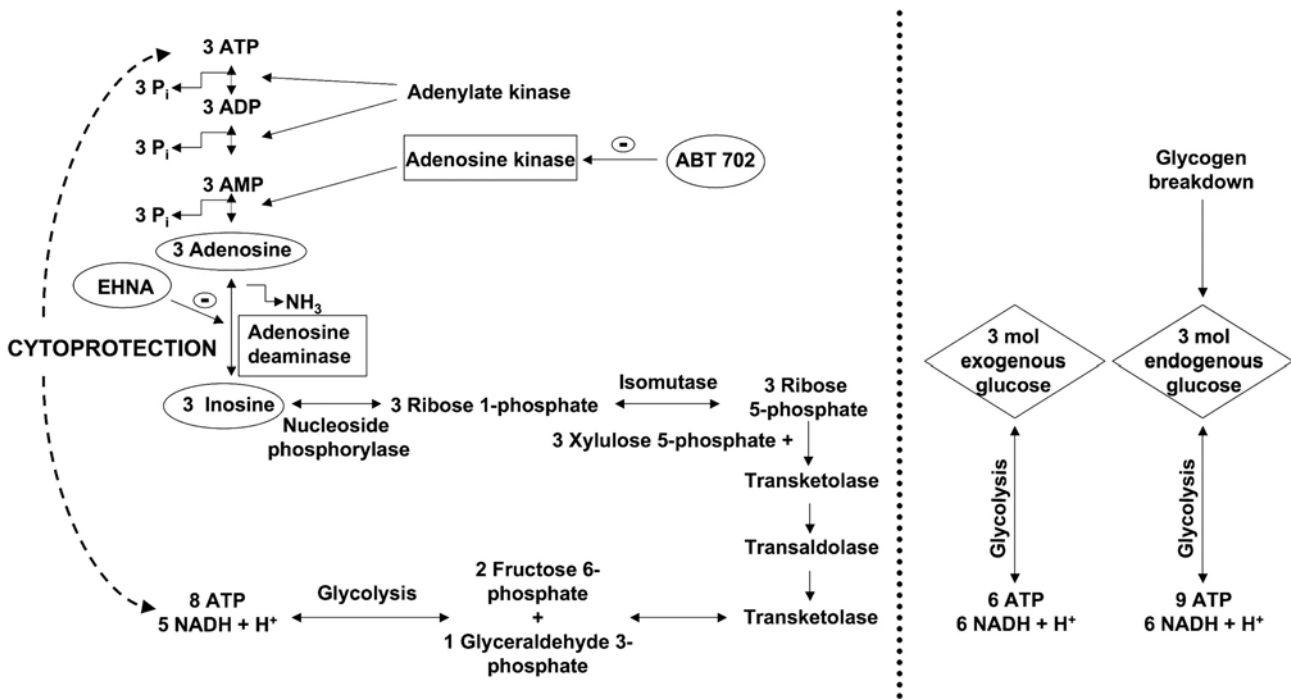 3 ATP
3 Pi
3 ADP
Adenylate kinase
3 Pi
Adenosine kinase
-
ABT 702
3 AMP
3 Pi
3 Adenosine
EHNA
-
NH3
CYTOPROTECTION
Adenosine
deaminase
3 Inosine
Nucleoside
phosphorylase
3 Ribose 1-phosphate
Isomutase
3 Ribose
5-phosphate
3 Xylulose 5-phosphate +
Transketolase
Transaldolase
Transketolase
2 Fructose 6-
phosphate
+
1 Glyceraldehyde 3-
phosphate
Glycolysis
8 ATP
5 NADH + H+
Glycogen
breakdown
3 mol
exogenous
glucose
3 mol
endogenous
glucose
Glycolysis
Glycolysis
6 ATP
6 NADH + H+
9 ATP
6 NADH + H+